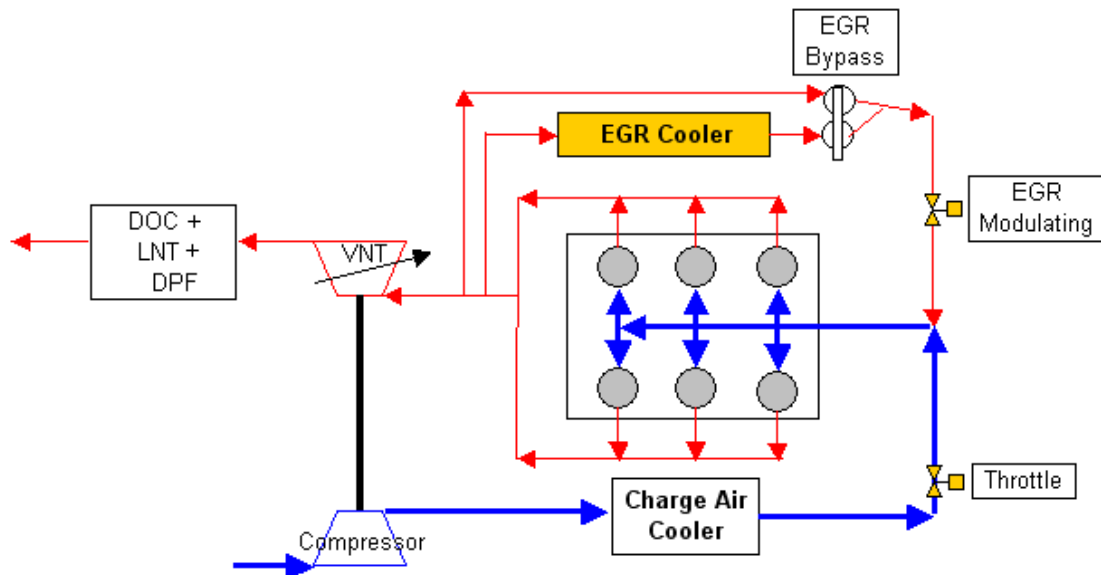 EGR
Bypass
EGR Cooler
EGR
Modulating
DOC +
LNT +
DPF
VNT
Throttle
Charge Air
Cooler
Compressor